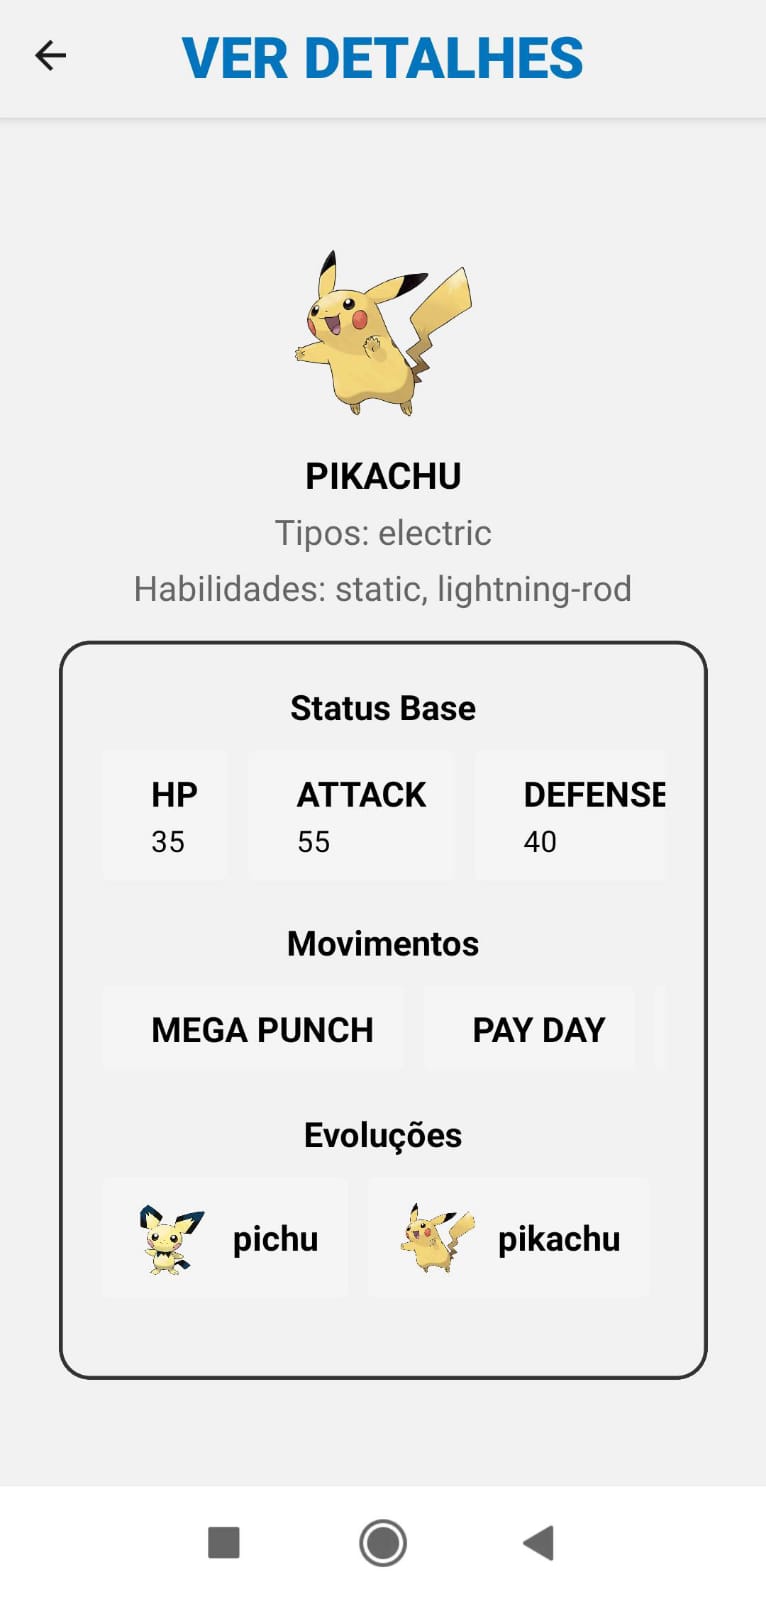 VER DETALHES
PIKACHU
Tipos: electric
Habilidades: static, lightning-rod
Status Base
HP ATTACK DEFENSE
35 55 40
Movimentos
MEGA PUNCH PAY DAY
Evoluções
pichu pikachu